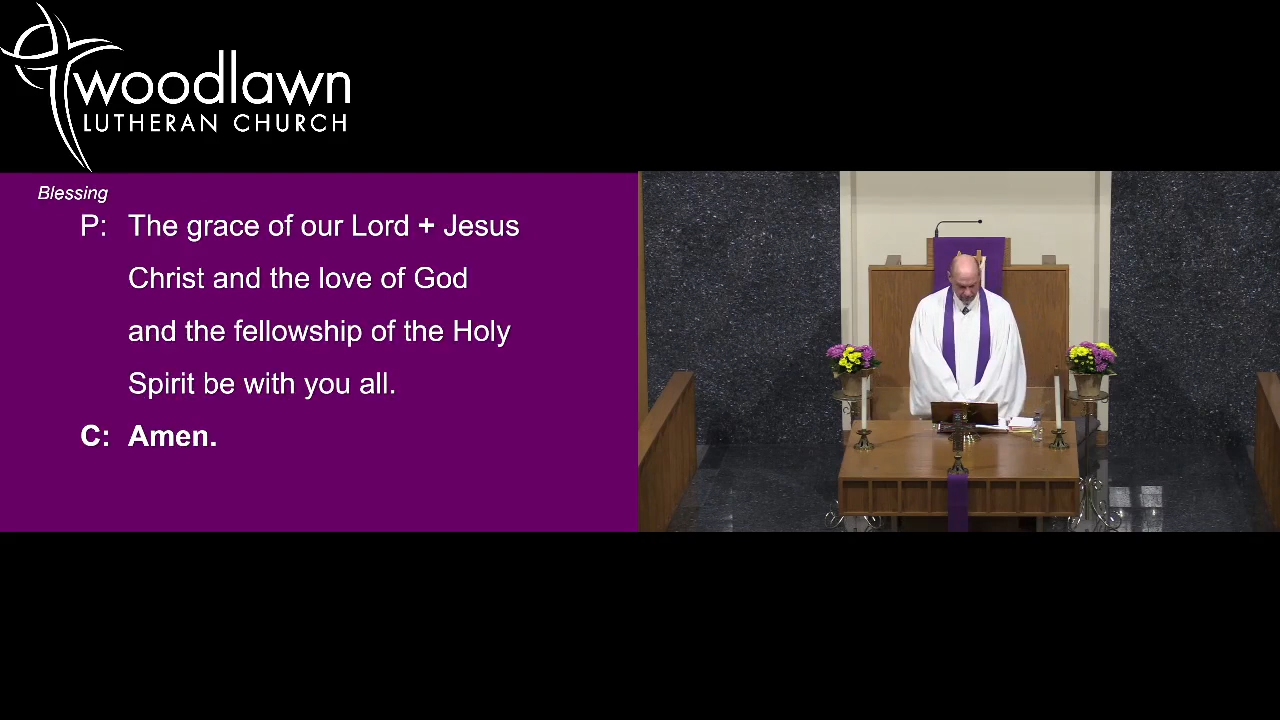 woodlawn
LUTHERAN CHURCH
Blessing
P: The grace of our Lord + Jesus
Christ and the love of God
and the fellowship of the Holy
Spirit be with you all.
C: Amen.